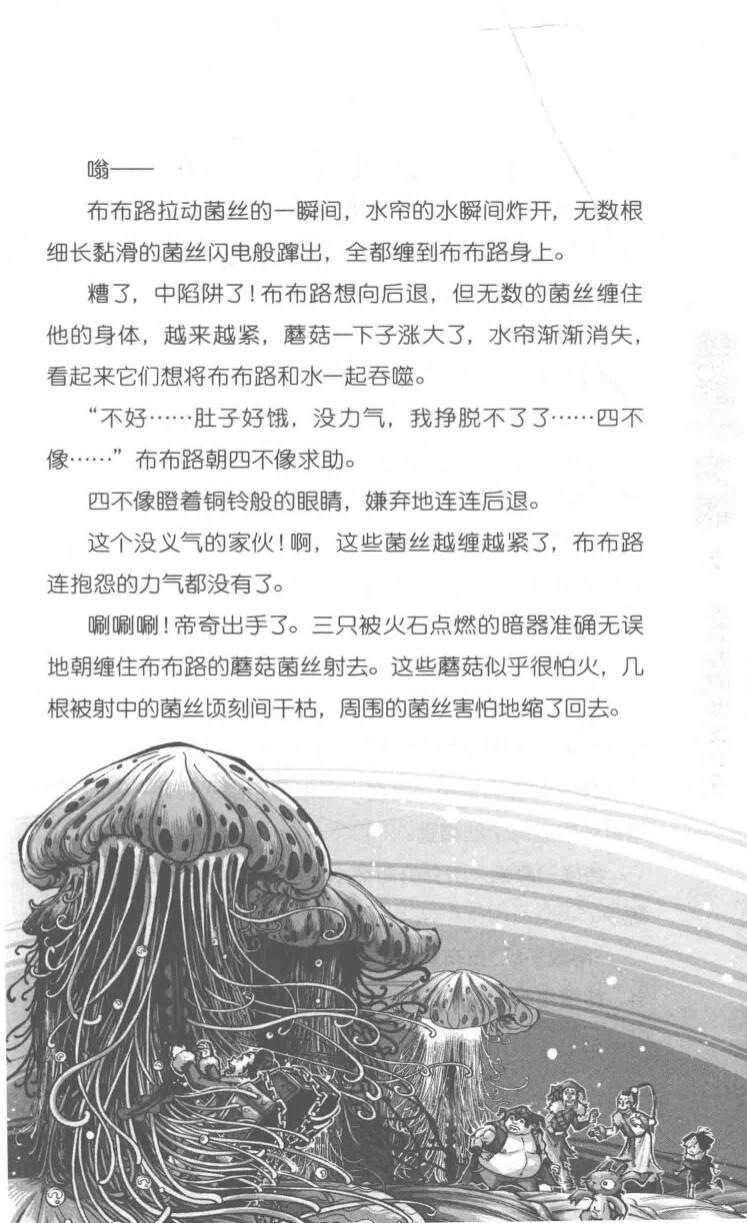 嗡——
布布路拉动菌丝的一瞬间，水帘的水瞬间炸开，无数根
细长黏滑的菌丝闪电般蹿出，全都缠到布布路身上。
糟了，中陷阱了！布布路想向后退，但无数的菌丝缠住
他的身体，越来越紧，蘑菇一下子涨大了，水帘渐渐消失，
看起来它们想将布布路和水一起吞噬。
“不好……肚子好饿，没力气，我挣脱不了了……四不
像……”布布路朝四不像求助。
四不像瞪着铜铃般的眼睛，嫌弃地连连后退。
这个没义气的家伙！啊，这些菌丝越缠越紧了，布布路
连抱怨的力气都没有了。
唰唰唰！帝奇出手了。三只被火石点燃的暗器准确无误
地朝缠住布布路的蘑菇菌丝射去。这些蘑菇似乎很怕火，几
根被射中的菌丝顷刻间干枯，周围的菌丝害怕地缩了回去。